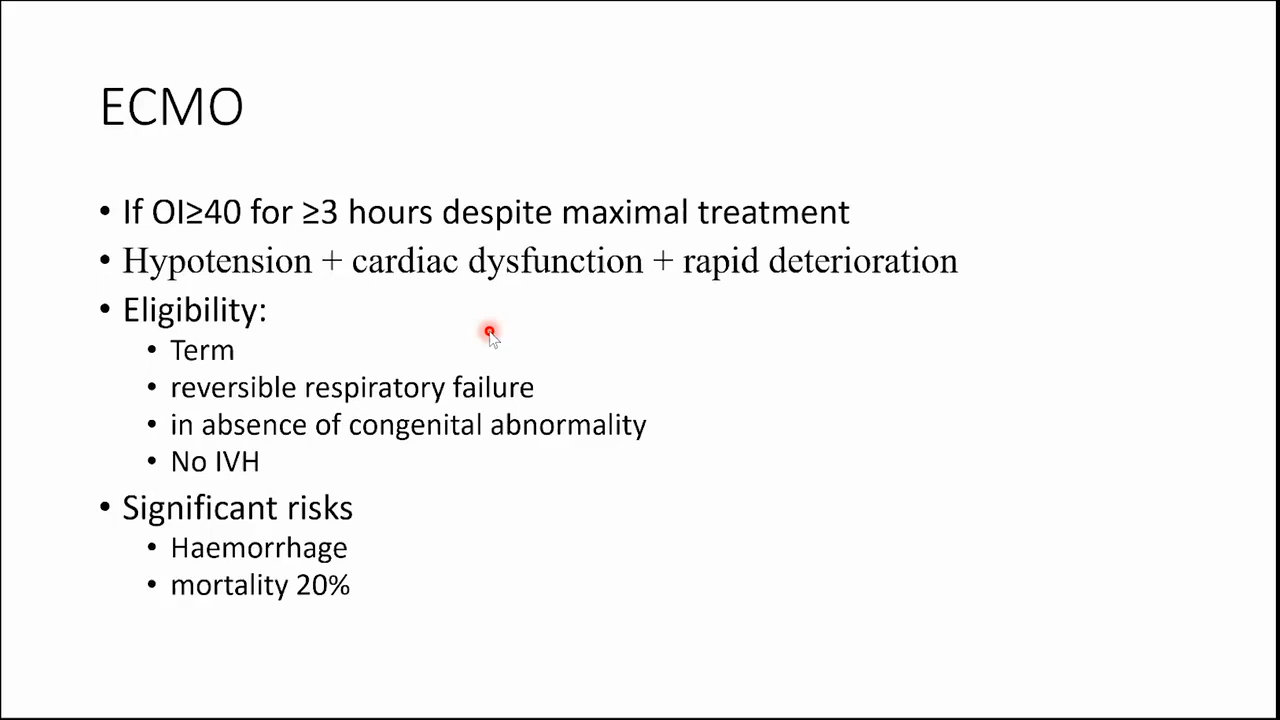 ECMO
• If OI≥40 for ≥3 hours despite maximal treatment
• Hypotension + cardiac dysfunction + rapid deterioration
• Eligibility:
• Term
• reversible respiratory failure
• in absence of congenital abnormality
• No IVH
• Significant risks
• Haemorrhage
• mortality 20%